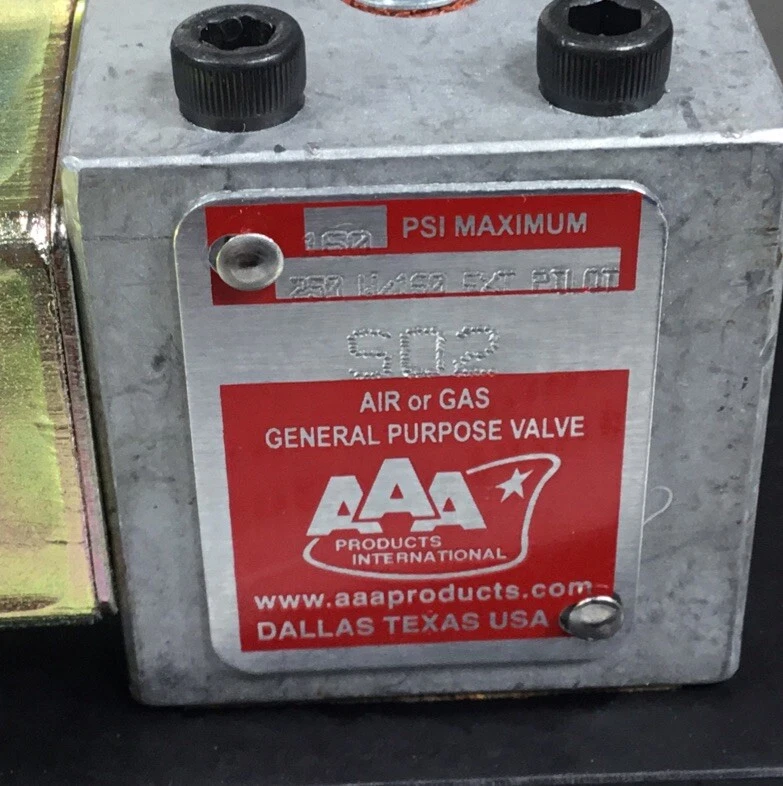 150 PSI MAXIMUM
250 W/150 EXT PILOT
S02
AIR or GAS
GENERAL PURPOSE VALVE
AAA
PRODUCTS
INTERNATIONAL
www.aaaproducts.com
DALLAS TEXAS USA